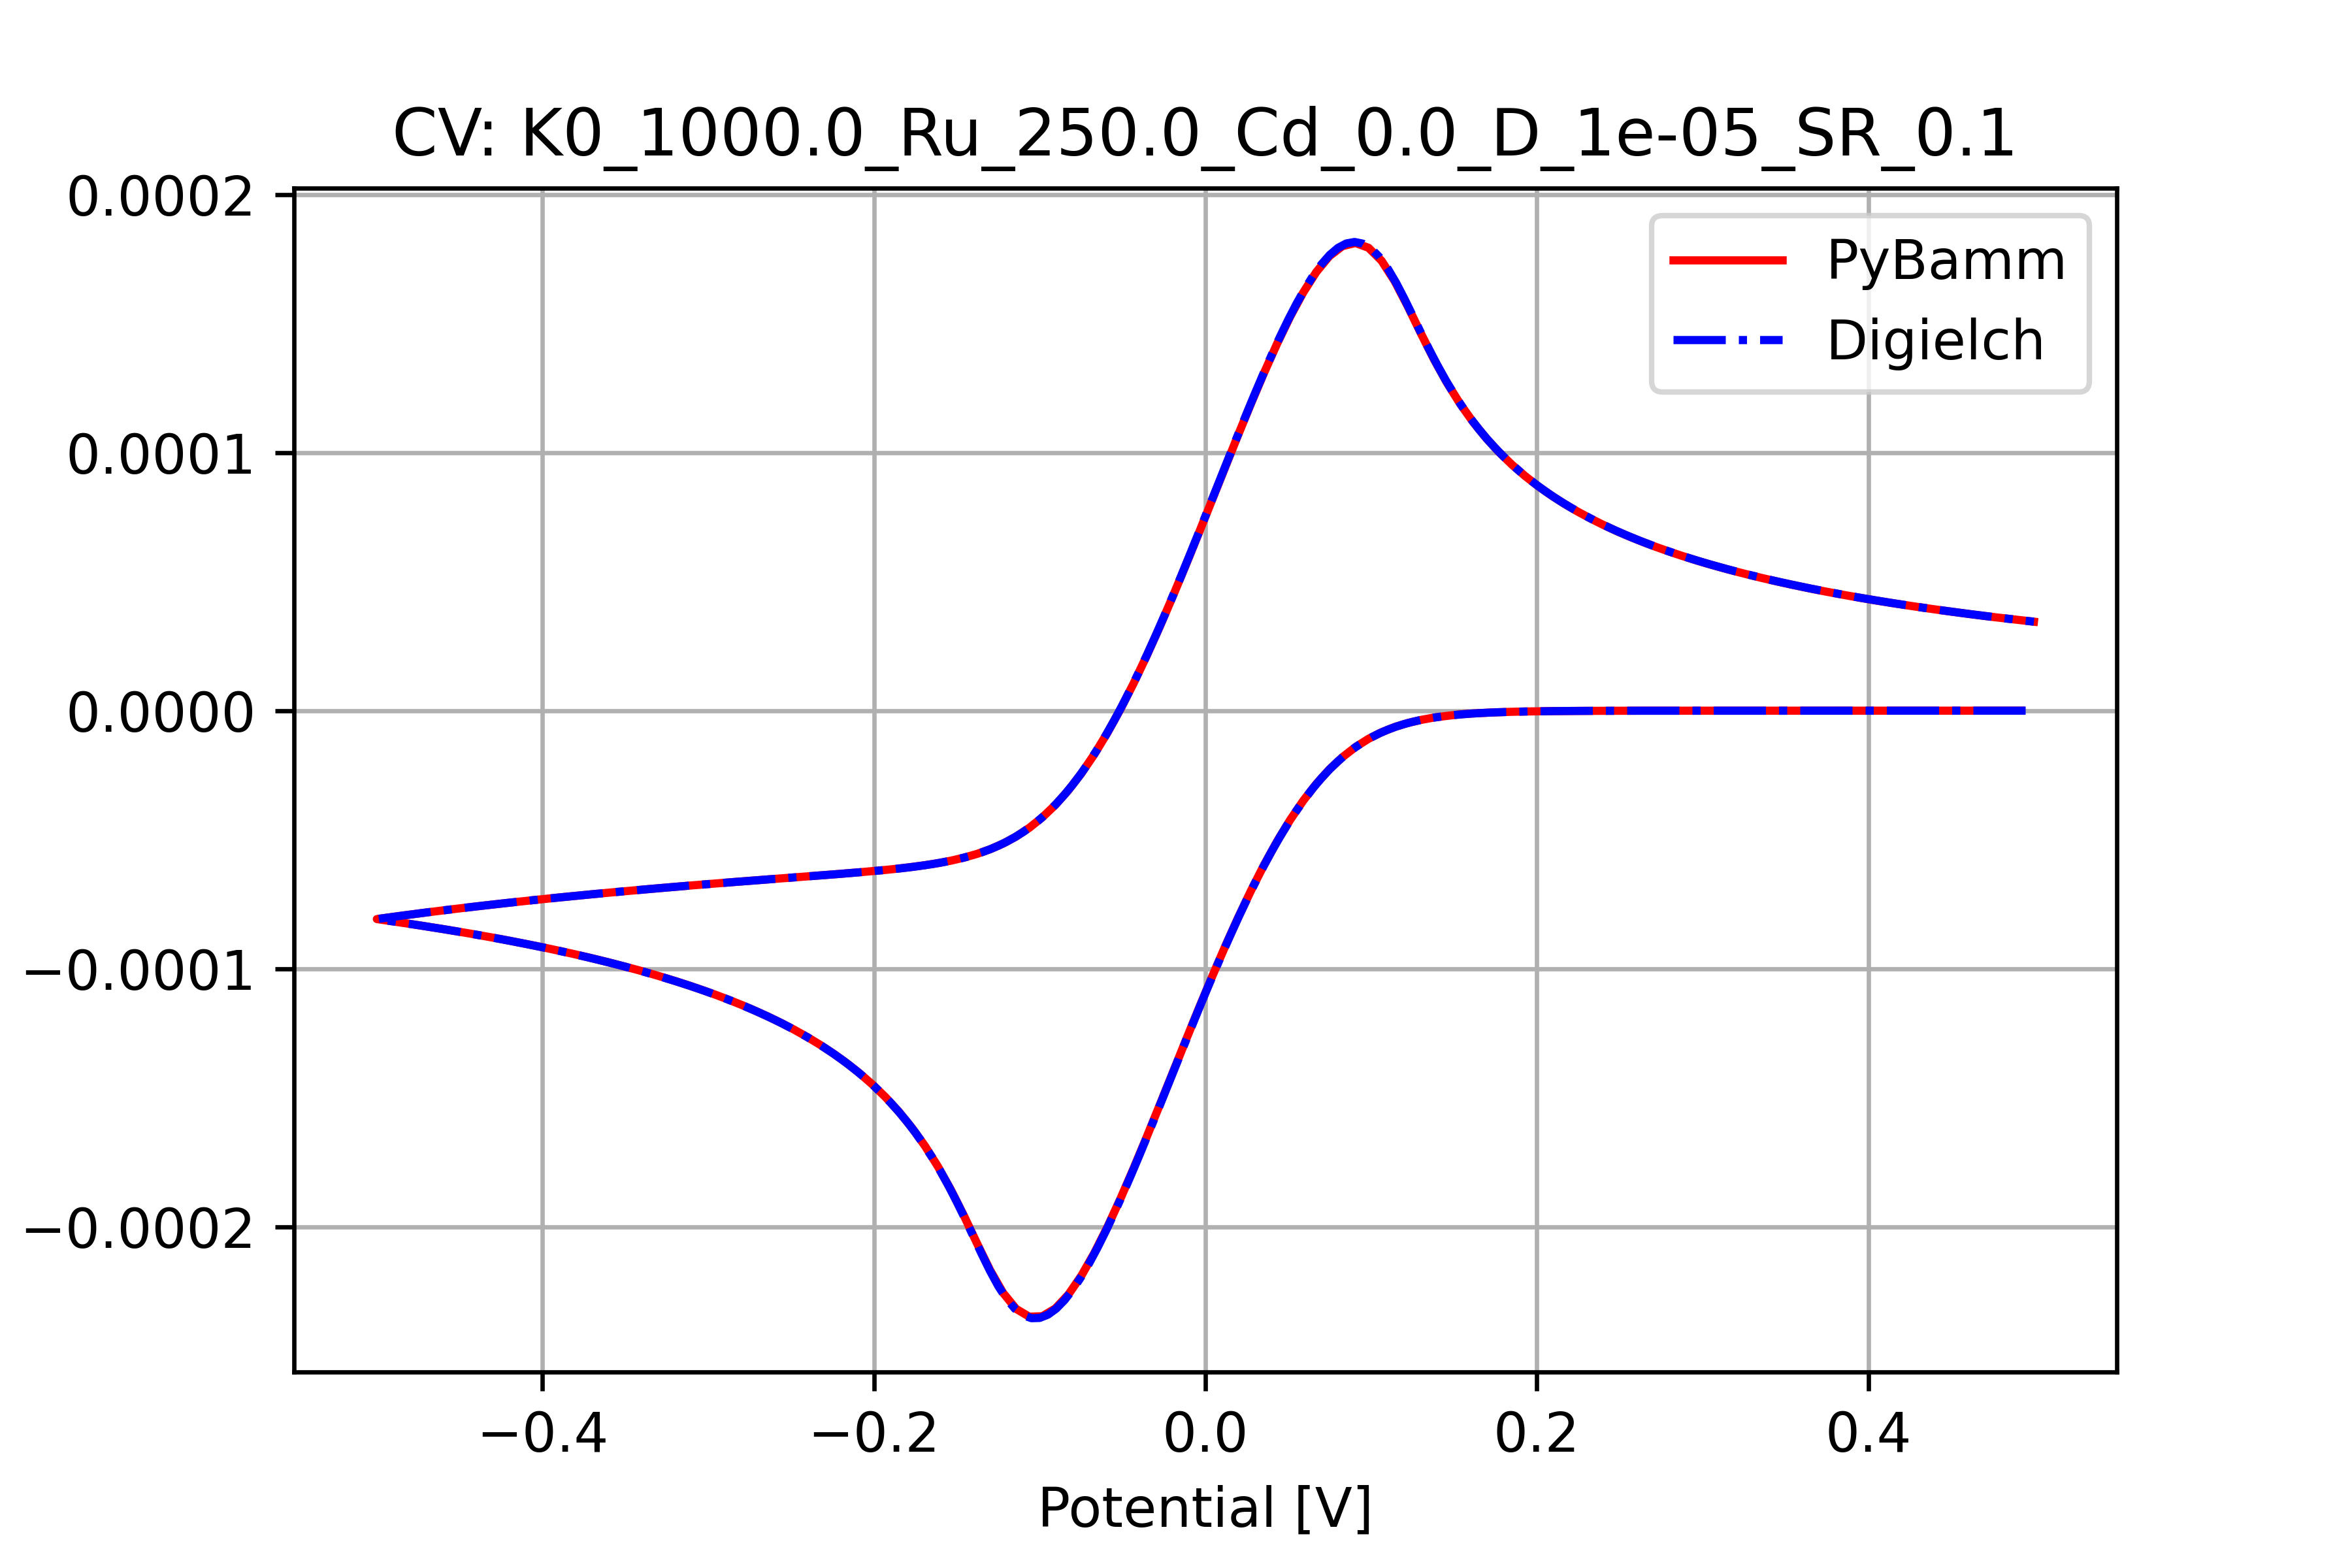 CV: K0_1000.0_Ru_250.0_Cd_0.0_D_1e-05_SR_0.1
0.0002
0.0001
0.0000
−0.0001
−0.0002
PyBamm
Digielch
−0.4 −0.2 0.0 0.2 0.4
Potential [V]